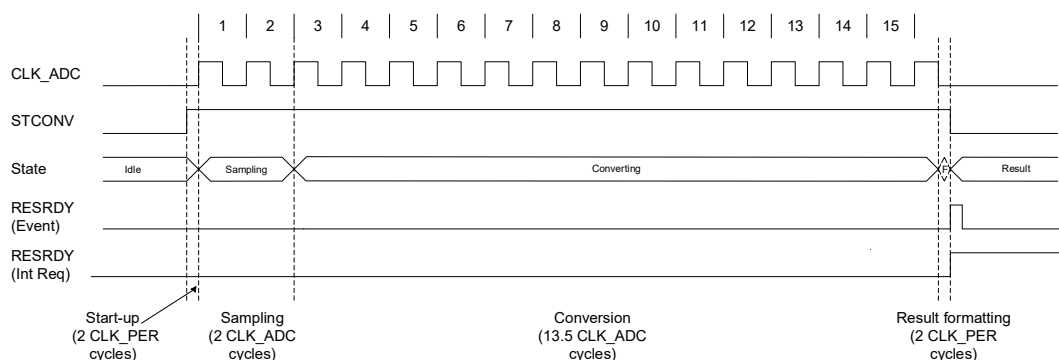 1 2 3 4 5 6 7 8 9 10 11 12 13 14 15
CLK_ADC
STCONV
State
Idle
Sampling
Converting
F
Result
RESRDY
(Event)
RESRDY
(Int Req)
Start-up
(2 CLK_PER
cycles)
Sampling
(2 CLK_ADC
cycles)
Conversion
(13.5 CLK_ADC
cycles)
Result formatting
(2 CLK_PER
cycles)